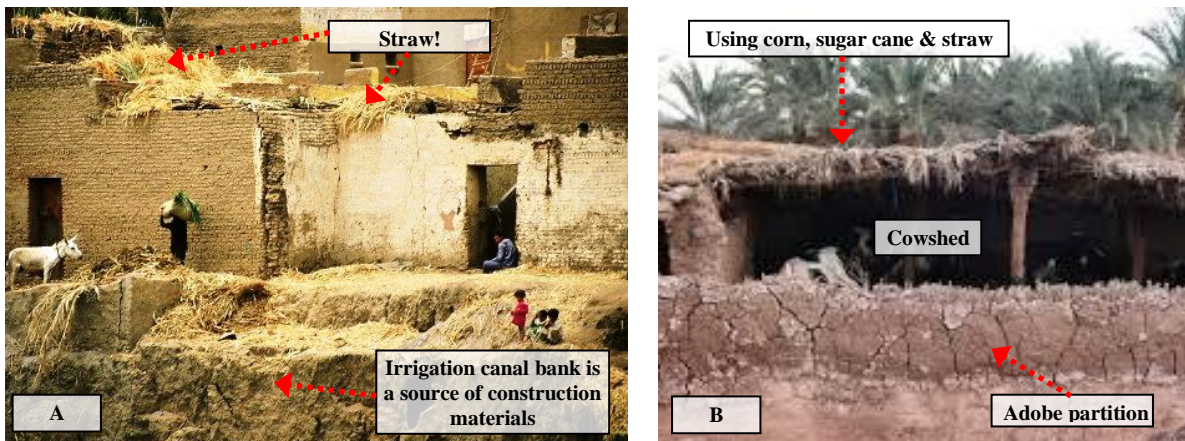 Straw!
Irrigation canal bank is
a source of construction
materials
A
Using corn, sugar cane & straw
Cowshed
Adobe partition
B